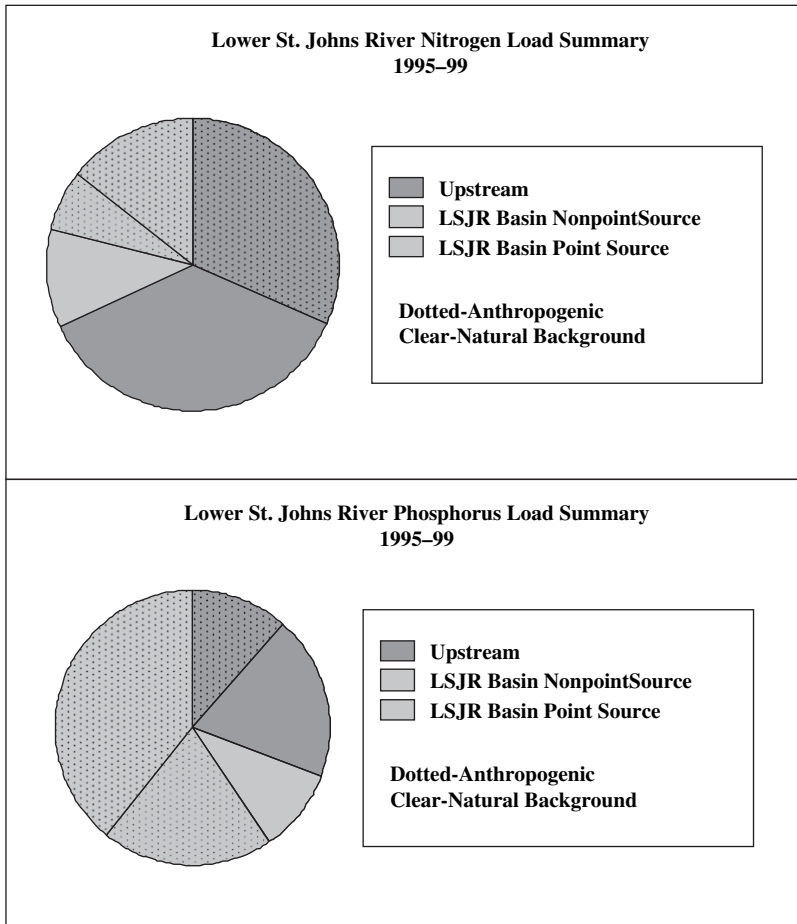 Lower St. Johns River Nitrogen Load Summary
1995–99
Upstream
LSJR Basin NonpointSource
LSJR Basin Point Source
Dotted-Anthropogenic
Clear-Natural Background
Lower St. Johns River Phosphorus Load Summary
1995–99
Upstream
LSJR Basin NonpointSource
LSJR Basin Point Source
Dotted-Anthropogenic
Clear-Natural Background